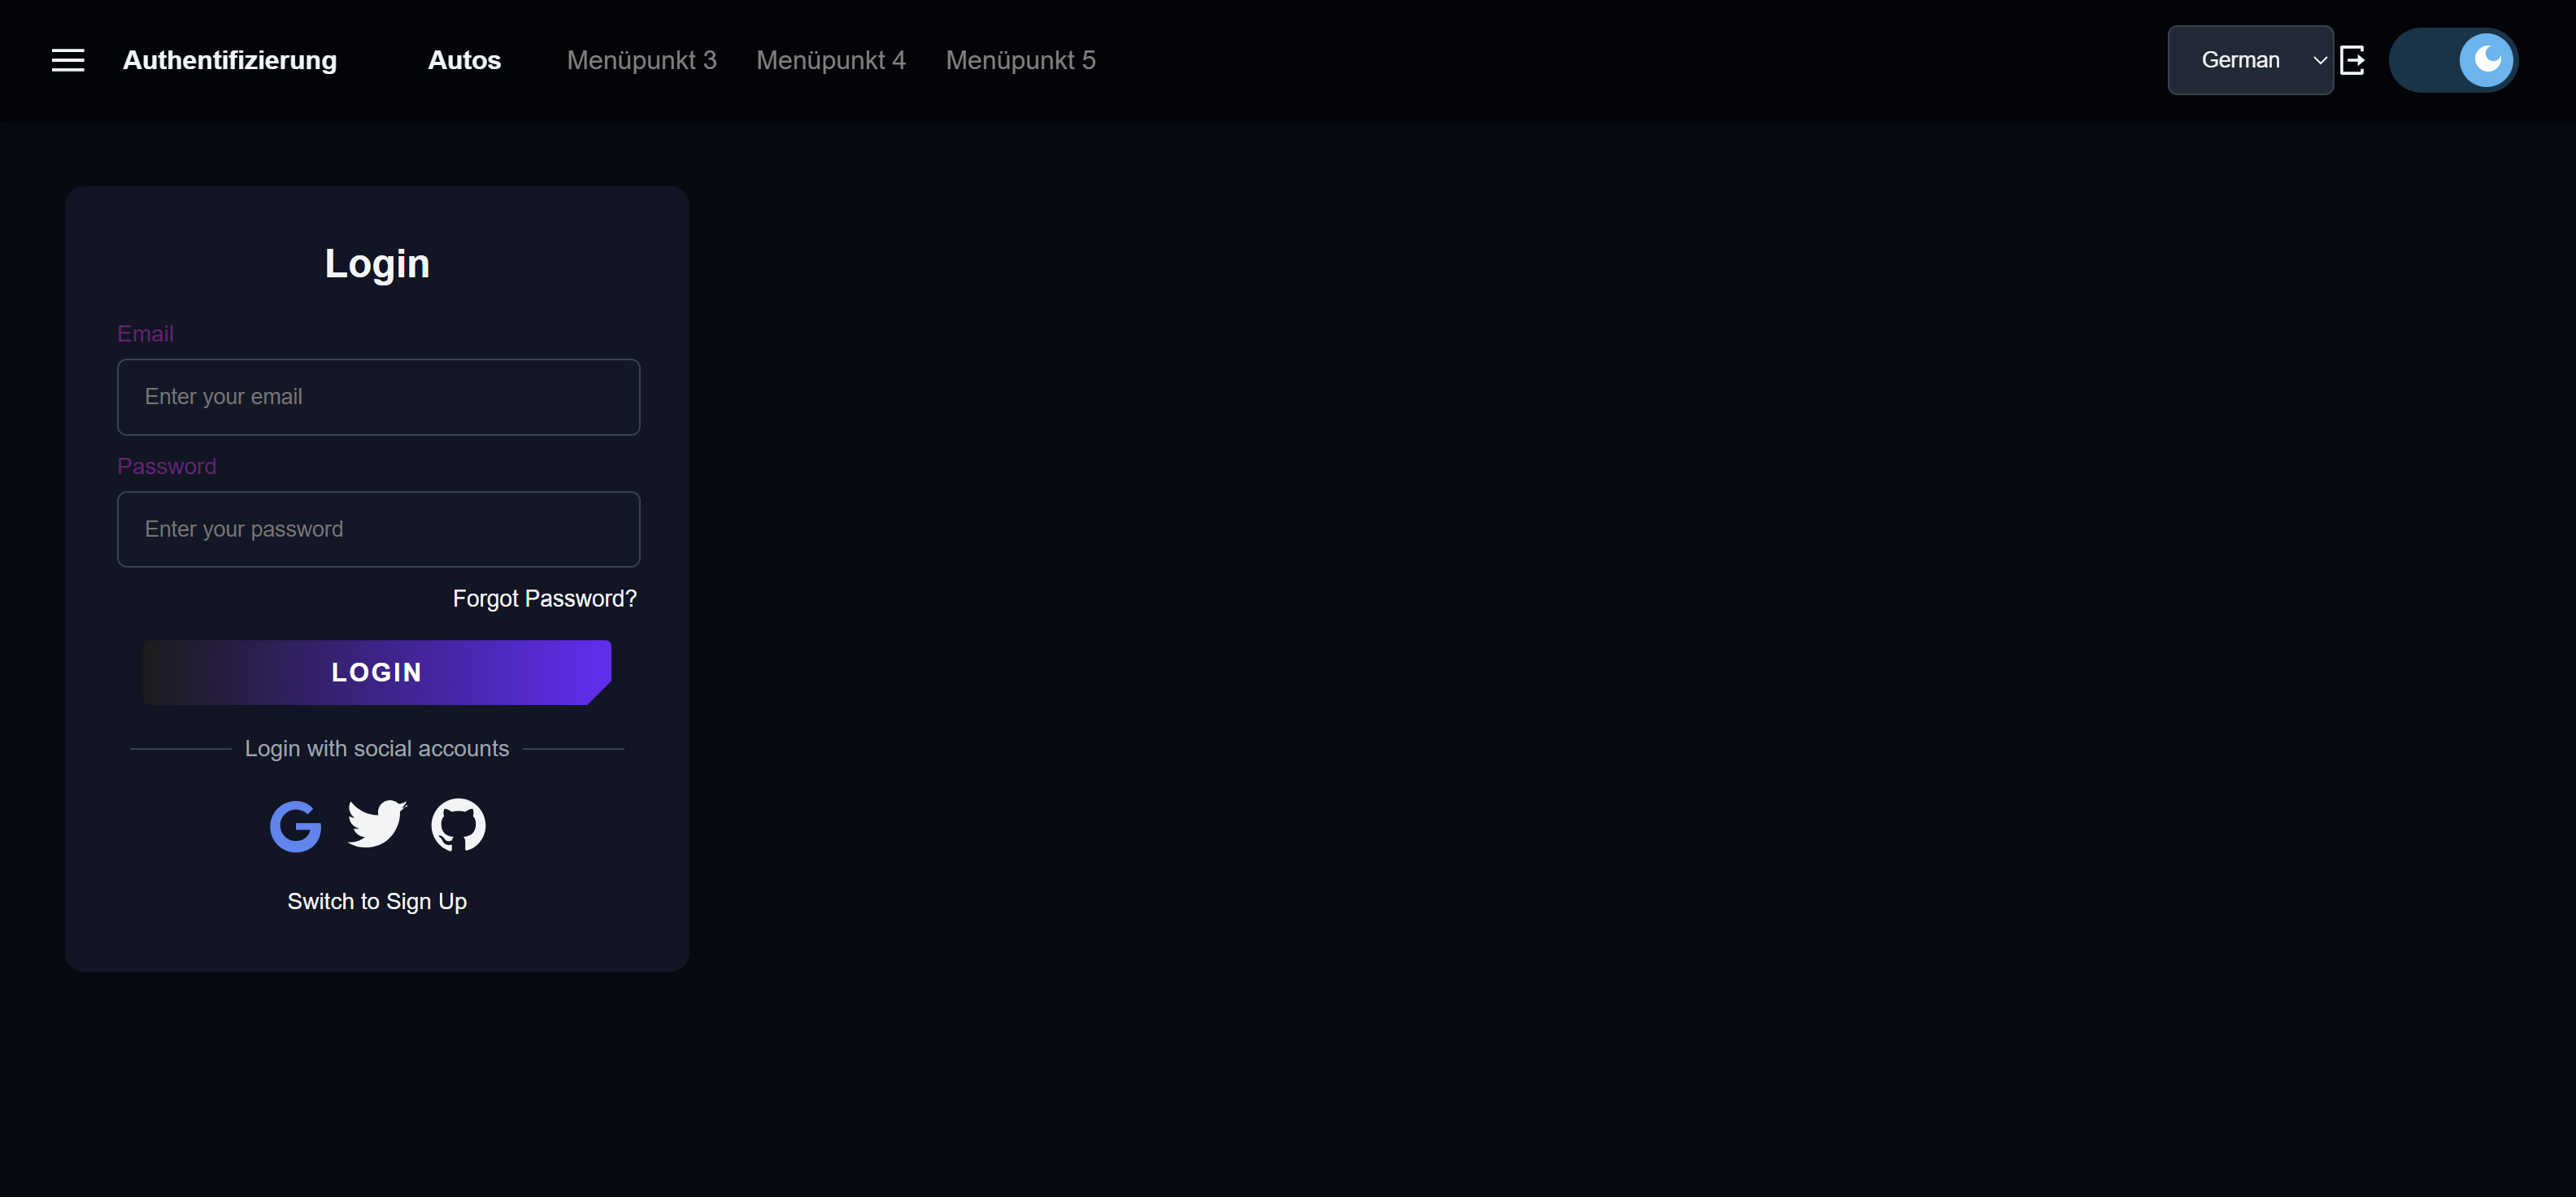 Authentifizierung Autos Menüpunkt 3 Menüpunkt 4 Menüpunkt 5 German
Login
Email
Enter your email
Password
Enter your password
Forgot Password?
LOGIN
Login with social accounts
Switch to Sign Up